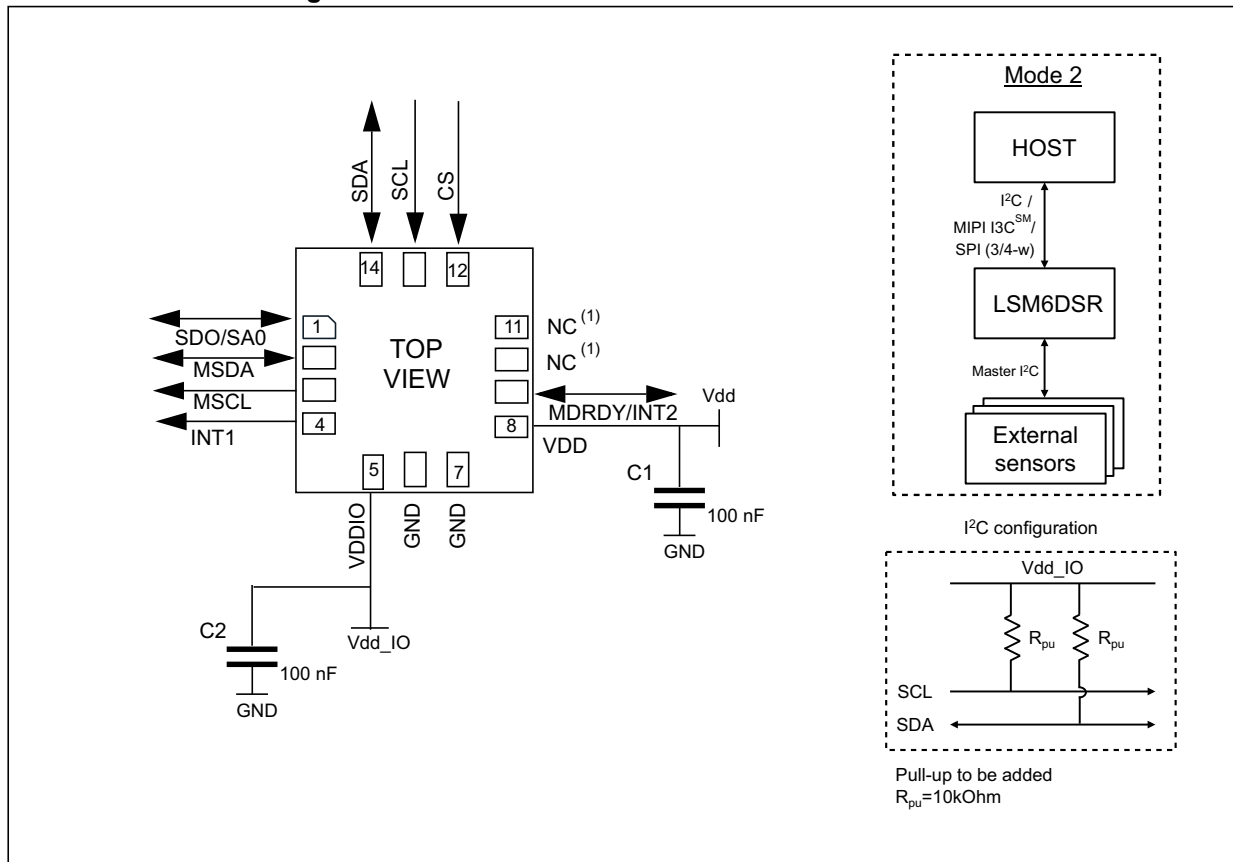 SDA
SCL
CS
14
12
1
SDO/SA0
MSDA
MSCL
4
INT1
TOP
VIEW
11
NC (1)
NC (1)
MDRDY/INT2
Vdd
8
VDD
5
7
VDDIO
GND
GND
C1
100 nF
GND
C2
Vdd_IO
100 nF
GND
Mode 2
HOST
I²C /
MIPI I3C^SM/
SPI (3/4-w)
LSM6DSR
Master I²C
External
sensors
I²C configuration
Vdd_IO
Rpu
Rpu
SCL
SDA
Pull-up to be added
Rpu=10kOhm